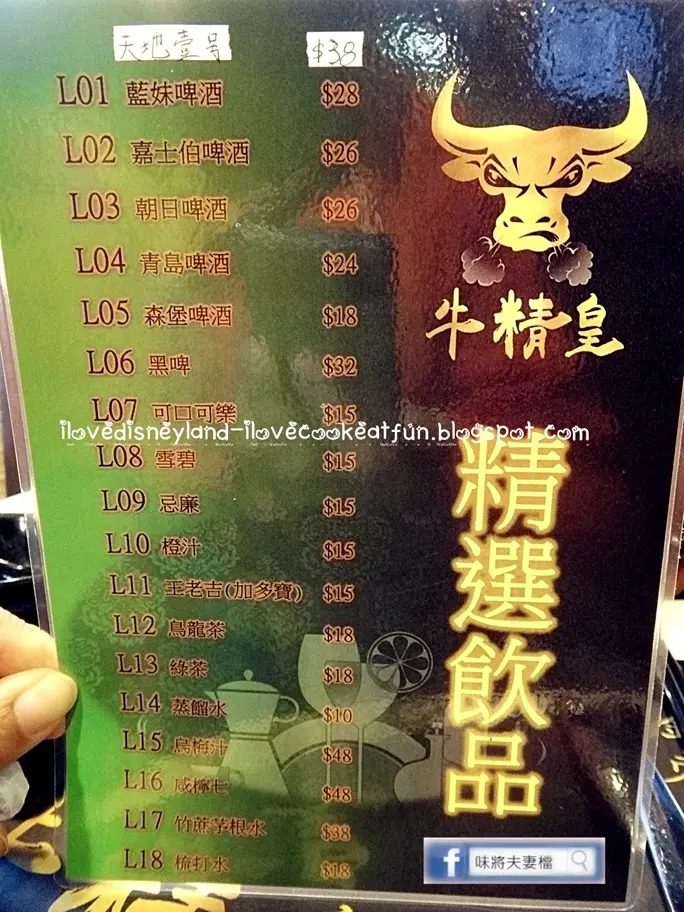 天地壹号 $38
L01 藍妹啤酒 $28
L02 嘉士伯啤酒 $26
L03 朝日啤酒 $26
L04 青島啤酒 $24
L05 森堡啤酒 $18
L06 黑啤 $32
L07 可口可樂 $15
L08 雪碧 $15
L09 忌廉 $15
L10 橙汁 $15
L11 王老吉(加多寶) $15
L12 烏龍茶 $18
L13 綠茶 $18
L14 蒸餾水 $10
L15 烏梅汁 $48
L16 咸檸七 $48
L17 竹蔗茅根水 $38
L18 梳打水 $18
牛精皇
精選飲品
f 味將夫妻檔
ilovedisneyland-ilovecookeatfun.blogspot.com